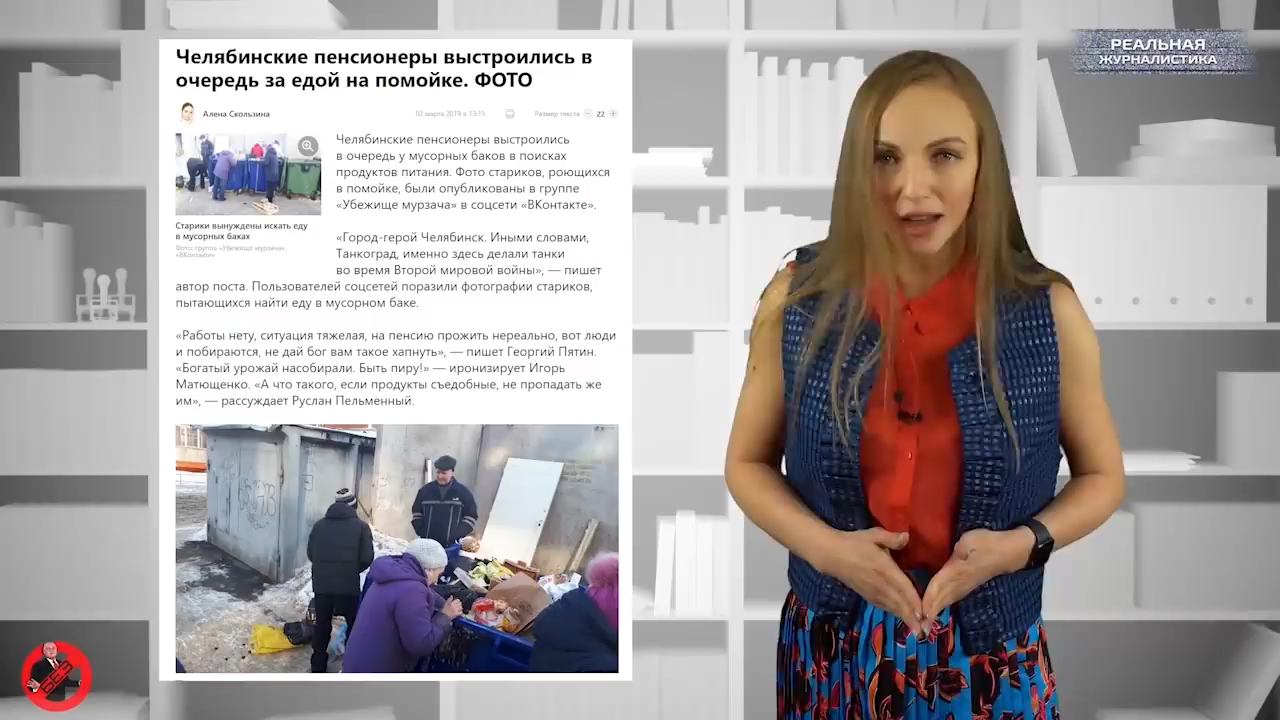 Челябинские пенсионеры выстроились в
очередь за едой на помойке. ФОТО
Алена Скользина
02 марта 2019 в 13:15
Размер текста
22
Челябинские пенсионеры выстроились
в очередь у мусорных баков в поисках
продуктов питания. Фото стариков, роющихся
в помойке, были опубликованы в группе
«Убежище мурзача» в соцсети «ВКонтакте».
Старики вынуждены искать еду
в мусорных баках
Фото: группа «Убежище мурзача»,
«ВКонтакте»
«Город-герой Челябинск. Иными словами,
Танкоград, именно здесь делали танки
во время Второй мировой войны», — пишет
автор поста. Пользователей соцсетей поразили фотографии стариков,
пытающихся найти еду в мусорном баке.
«Работы нету, ситуация тяжелая, на пенсию прожить нереально, вот люди
и побираются, не дай бог вам такое хапнуть», — пишет Георгий Пятин.
«Богатый урожай насобирали. Быть пиру!» — иронизирует Игорь
Матющенко. «А что такого, если продукты съедобные, не пропадать же
им», — рассуждает Руслан Пельменный.
РЕАЛЬНАЯ
ЖУРНАЛИСТИКА
БЕЗ